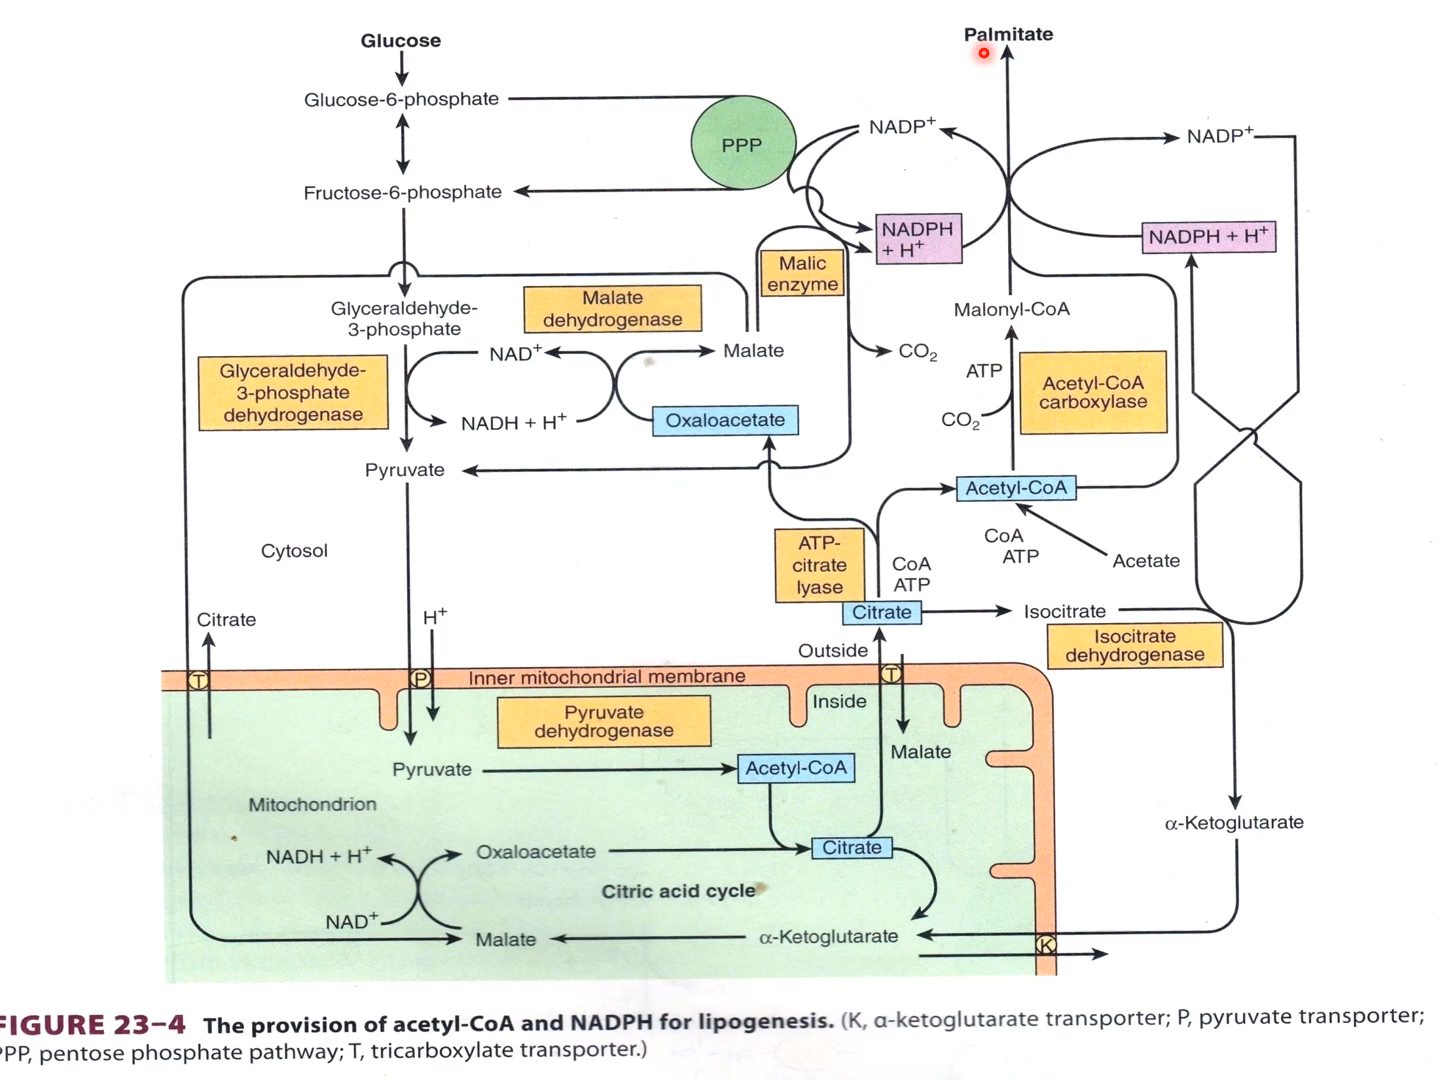 Glucose
Palmitate
Glucose-6-phosphate
PPP
NADP+
NADP+
Fructose-6-phosphate
NADPH
+ H+
NADPH + H+
Malic
enzyme
Glyceraldehyde-
3-phosphate
Malate
dehydrogenase
Malonyl-CoA
NAD+
Malate
CO2
ATP
Glyceraldehyde-
3-phosphate
dehydrogenase
Acetyl-CoA
carboxylase
NADH + H+
Oxaloacetate
CO2
Pyruvate
Acetyl-CoA
Cytosol
ATP-
citrate
lyase
CoA
ATP
CoA
ATP
Acetate
Citrate
H+
Citrate
Isocitrate
Isocitrate
dehydrogenase
Outside
T
P
Inner mitochondrial membrane
T
Inside
Pyruvate
dehydrogenase
Malate
Pyruvate
Acetyl-CoA
Mitochondrion
α-Ketoglutarate
NADH + H+
Oxaloacetate
Citrate
Citric acid cycle
NAD+
Malate
α-Ketoglutarate
K
FIGURE 23–4 The provision of acetyl-CoA and NADPH for lipogenesis. (K, α-ketoglutarate transporter; P, pyruvate transporter;
PPP, pentose phosphate pathway; T, tricarboxylate transporter.)